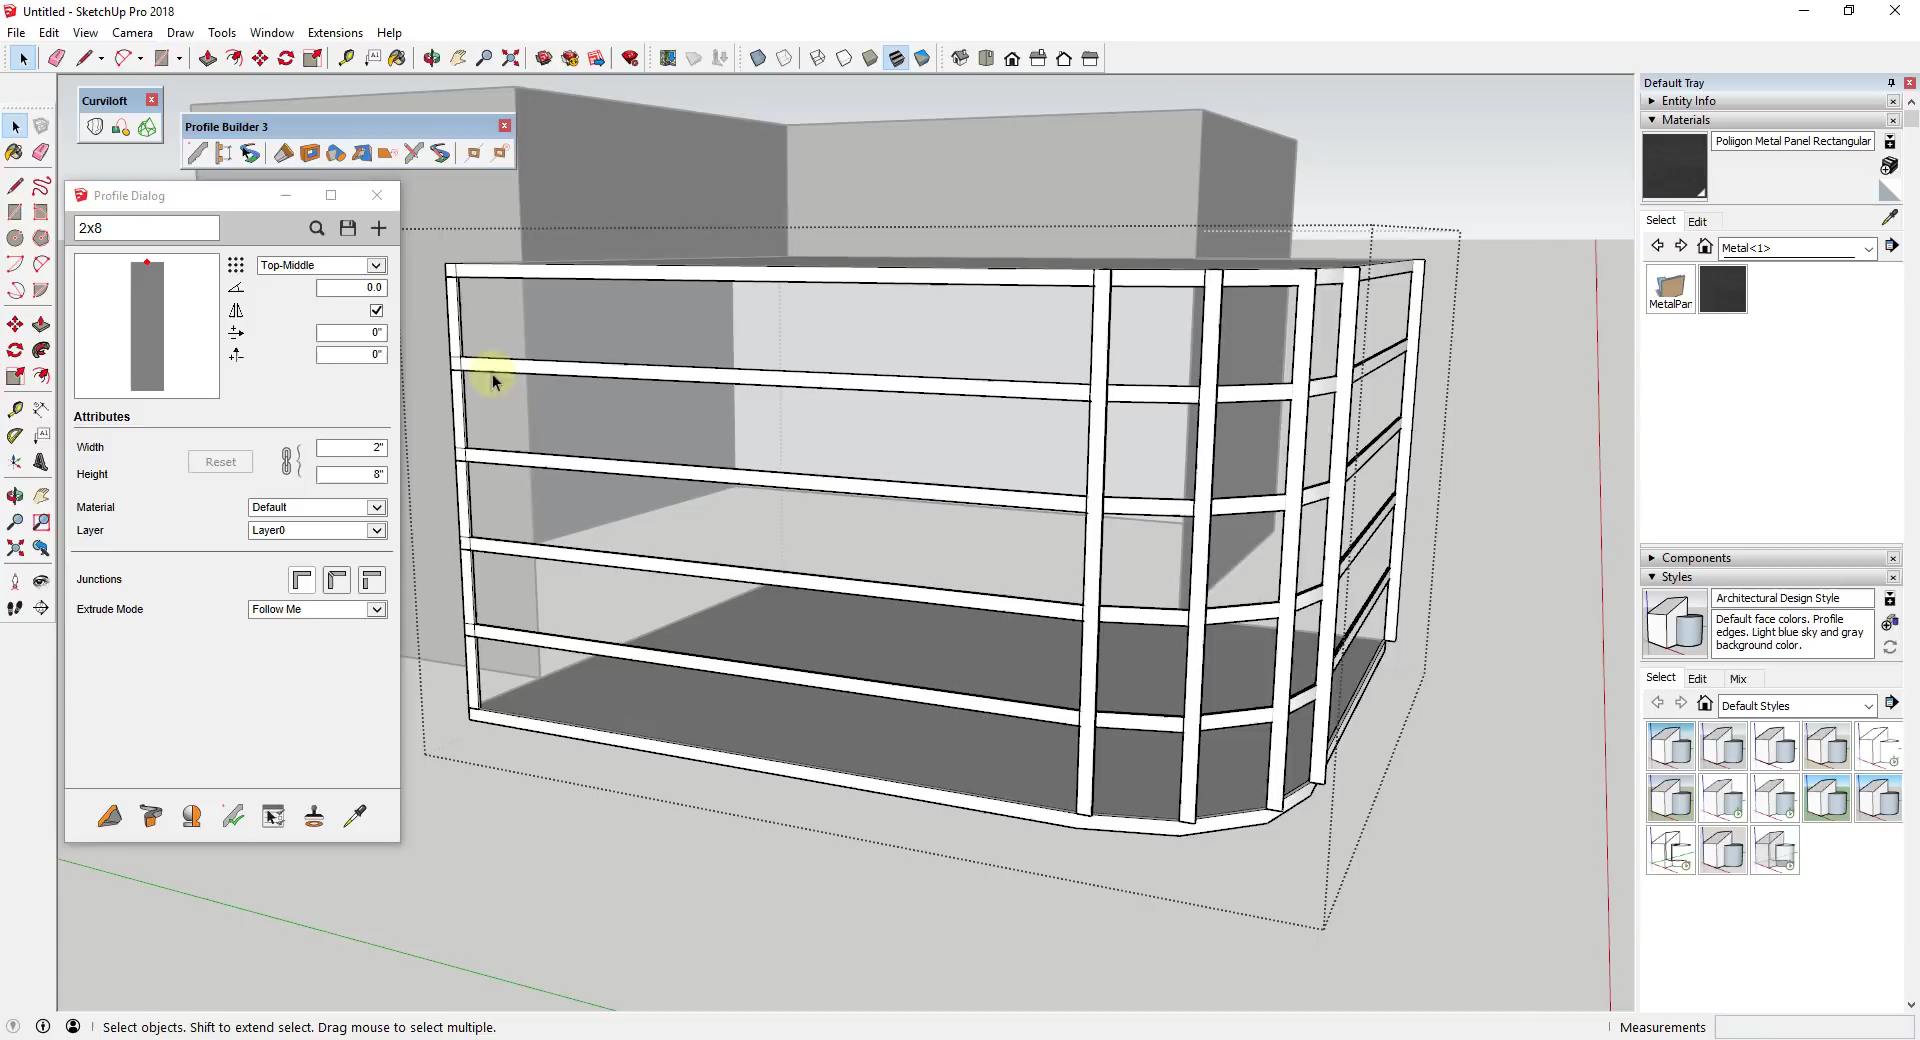 Untitled - SketchUp Pro 2018
File Edit View Camera Draw Tools Window Extensions Help
Curviloft
Profile Builder 3
Profile Dialog
2x8
Top-Middle
0.0
0"
0"
Attributes
Width 2"
Reset
Height 8"
Material Default
Layer Layer0
Junctions
Extrude Mode Follow Me
Default Tray
Entity Info
Materials
Poliigon Metal Panel Rectangular
Select Edit
Metal<1>
MetalPar
Components
Styles
Architectural Design Style
Default face colors. Profile
edges. Light blue sky and gray
background color.
Select Edit Mix
Default Styles
Select objects. Shift to extend select. Drag mouse to select multiple.
Measurements